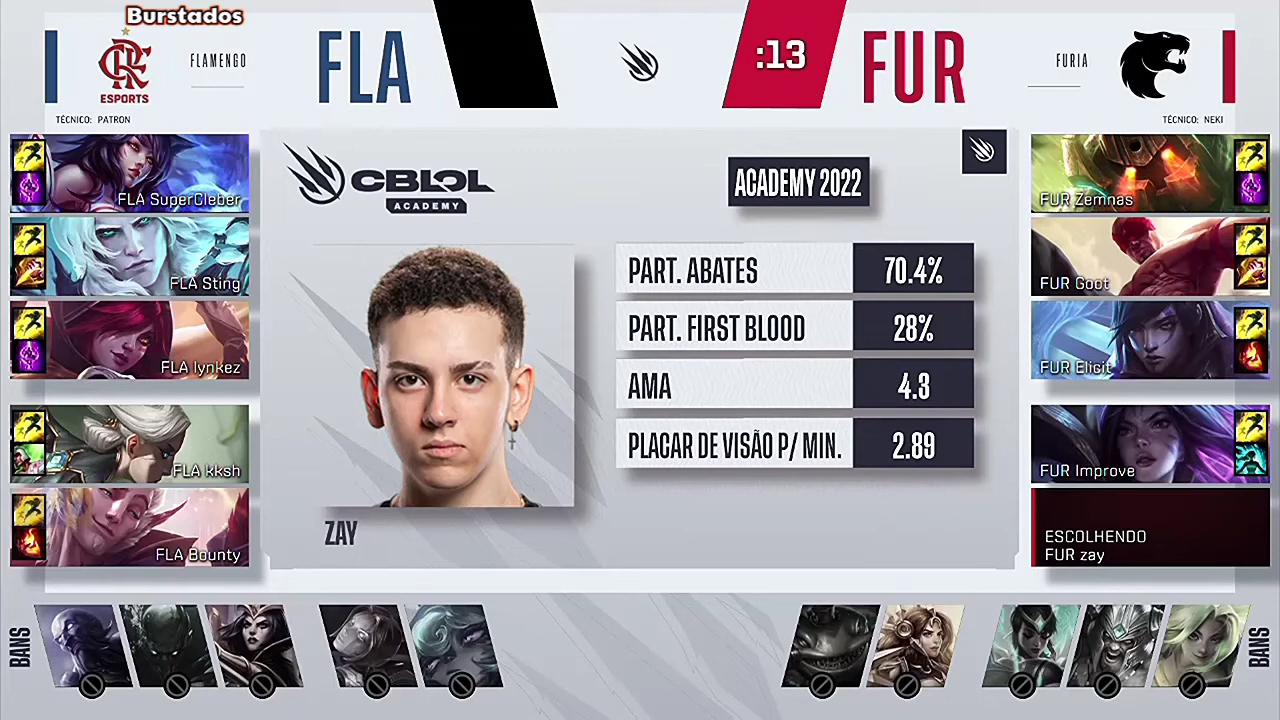 Burstados
ESPORTS
FLAMENGO
FLA
:13
FUR
FURIA
TÉCNICO: PATRON
TÉCNICO: NEKI
FLA SuperCleber
FLA Sting
FLA lynkez
FLA kksh
FLA Bounty
CBLOL
ACADEMY
ACADEMY 2022
PART. ABATES 70.4%
PART. FIRST BLOOD 28%
AMA 4.3
PLACAR DE VISÃO P/ MIN. 2.89
ZAY
FUR Zemnas
FUR Goot
FUR Elicit
FUR Improve
ESCOLHENDO
FUR zay
BANS
BANS